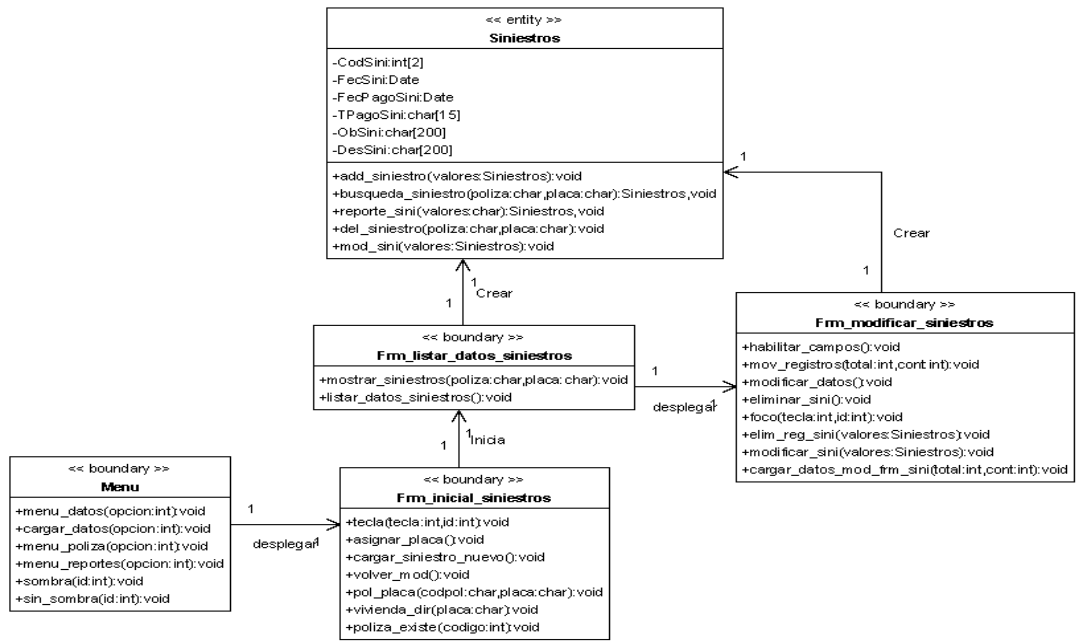 << entity >>
Siniestros
-CodSini:int[2]
-FecSini:Date
-FecPagoSini:Date
-TPagoSini:char[15]
-ObSini:char[200]
-DesSini:char[200]
+add_siniestro(valores:Siniestros):void
+busqueda_siniestro(poliza:char,placa:char):Siniestros,void
+reporte_sini(valores:char):Siniestros,void
+del_siniestro(poliza:char,placa:char):void
+mod_sini(valores:Siniestros):void
1
Crear
1
1
Crear
1
<< boundary >>
Frm_listar_datos_siniestros
+mostrar_siniestros(poliza:char,placa:char):void
+listar_datos_siniestros():void
1
desplegar
1
<< boundary >>
Frm_modificar_siniestros
+habilitar_campos():void
+mov_registros(total:int,cont:int):void
+modificar_datos():void
+eliminar_sini():void
+foco(tecla:int,id:int):void
+elim_reg_sini(valores:Siniestros):void
+modificar_sini(valores:Siniestros):void
+cargar_datos_mod_frm_sini(total:int,cont:int):void
1
Inicia
1
<< boundary >>
Menu
+menu_datos(opcion:int):void
+cargar_datos(opcion:int):void
+menu_poliza(opcion:int):void
+menu_reportes(opcion:int):void
+sombra(id:int):void
+sin_sombra(id:int):void
1
desplegar
1
<< boundary >>
Frm_inicial_siniestros
+tecla(tecla:int,id:int):void
+asignar_placa():void
+cargar_siniestro_nuevo():void
+volver_mod():void
+pol_placa(codpol:char,placa:char):void
+vivienda_dir(placa:char):void
+poliza_existe(codigo:int):void